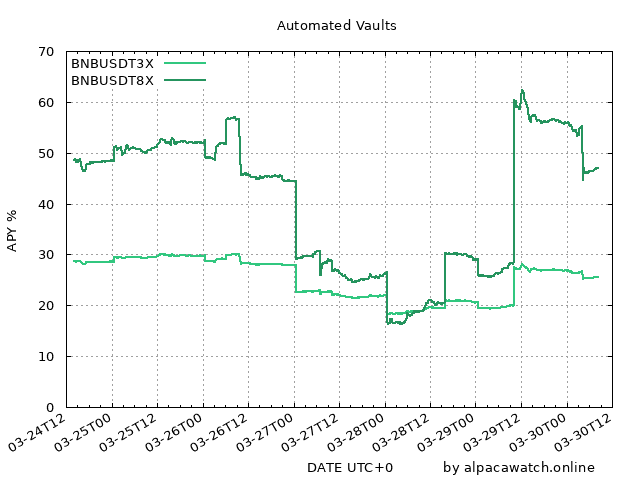 Automated Vaults
BNBUSDT3X
BNBUSDT8X
APY %
70
60
50
40
30
20
10
0
03-24T12
03-25T00
03-25T12
03-26T00
03-26T12
03-27T00
03-27T12
03-28T00
03-28T12
03-29T00
03-29T12
03-30T00
03-30T12
DATE UTC+0
by alpacawatch.online